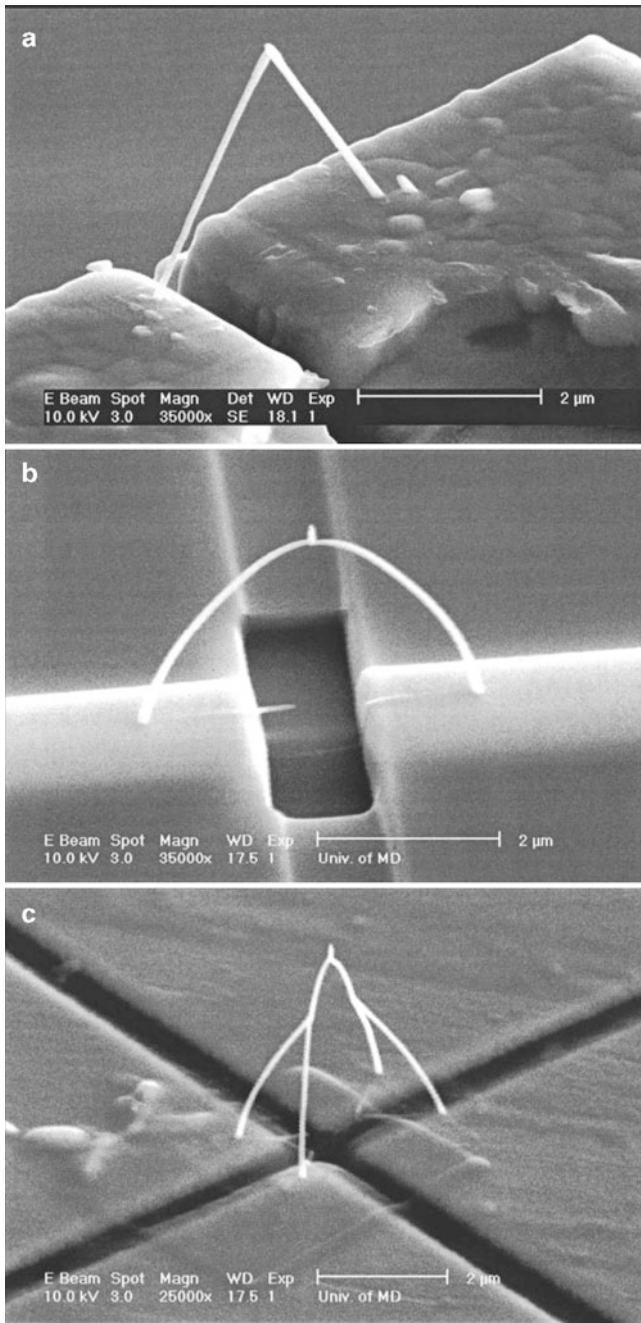 a
E Beam Spot Magn Det WD Exp 2 µm
10.0 kV 3.0 35000x SE 18.1 1
b
E Beam Spot Magn WD Exp 2 µm
10.0 kV 3.0 35000x 17.5 1 Univ. of MD
c
E Beam Spot Magn WD Exp 2 µm
10.0 kV 3.0 25000x 17.5 1 Univ. of MD